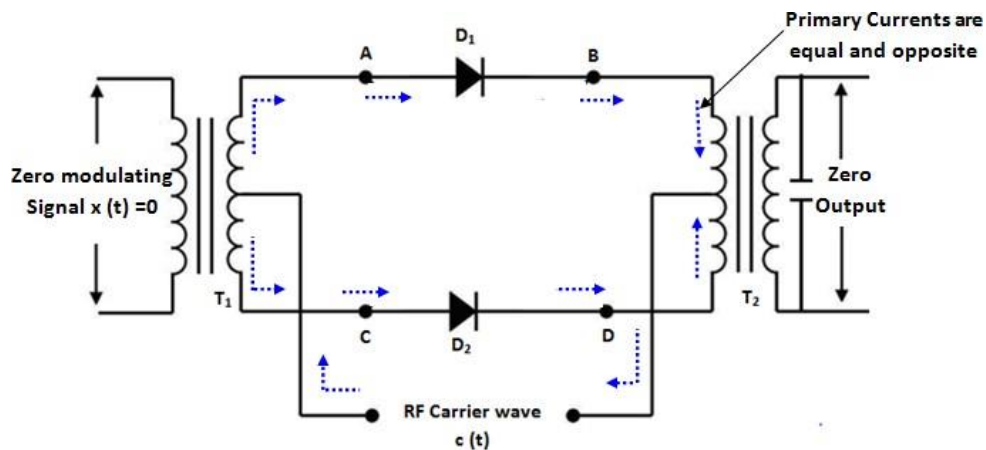 Primary Currents are
equal and opposite
D₁
A
B
Zero modulating
Signal x (t) =0
Zero
Output
T₁
T₂
C
D₂
D
RF Carrier wave
c (t)